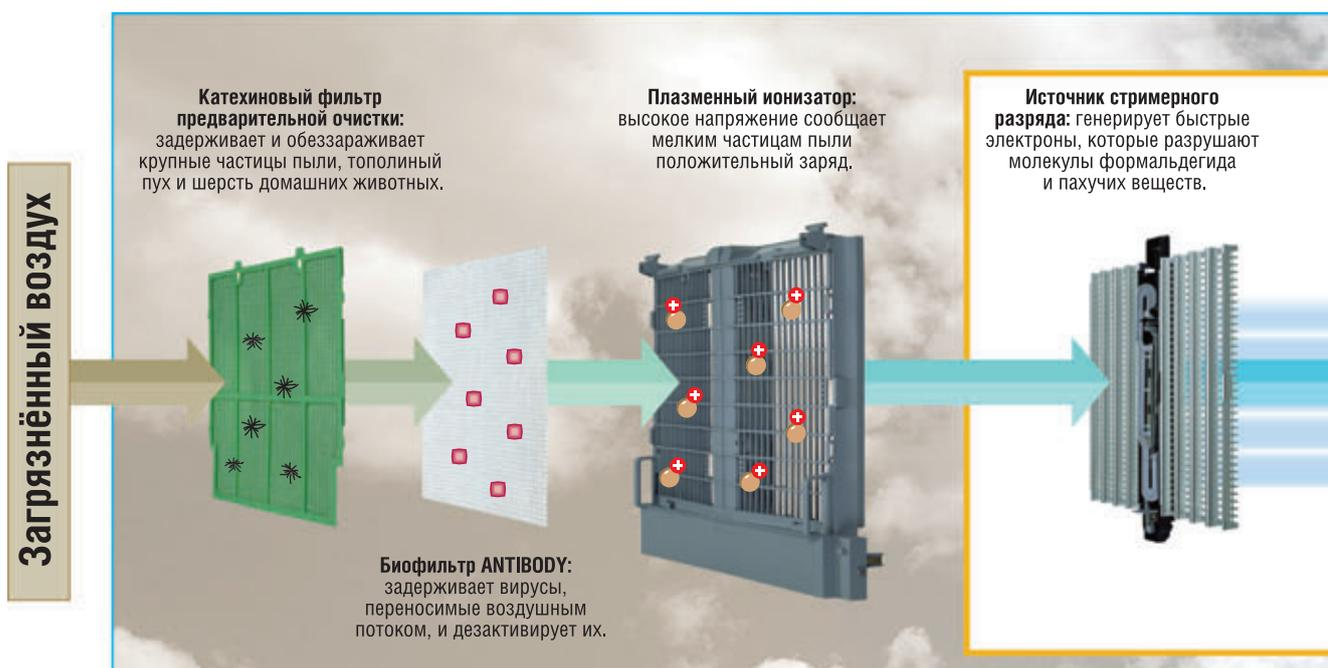 Загрязнённый воздух
Катехиновый фильтр
предварительной очистки:
задерживает и обеззараживает
крупные частицы пыли, тополиный
пух и шерсть домашних животных.
Биофильтр ANTIBODY:
задерживает вирусы,
переносимые воздушным
потоком, и дезактивирует их.
Плазменный ионизатор:
высокое напряжение сообщает
мелким частицам пыли
положительный заряд.
Источник стримерного
разряда: генерирует быстрые
электроны, которые разрушают
молекулы формальдегида
и пахучих веществ.